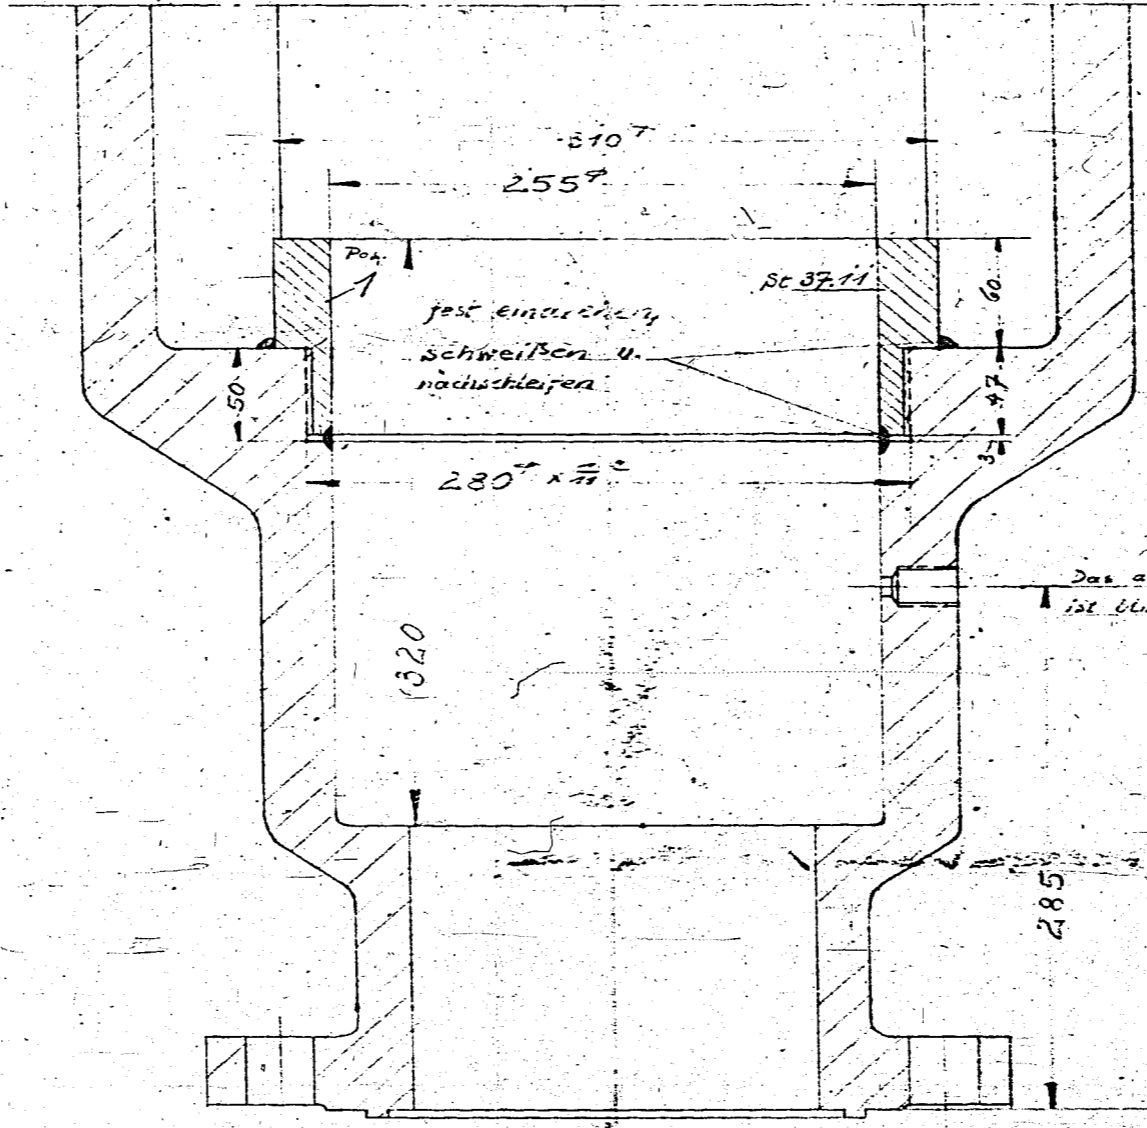 310
255⌀
Pos.
1
St 37.11
fest
schweißen u.
nachschleifen
60
50
47
3
280⌀ x
Das a
ist
320
285